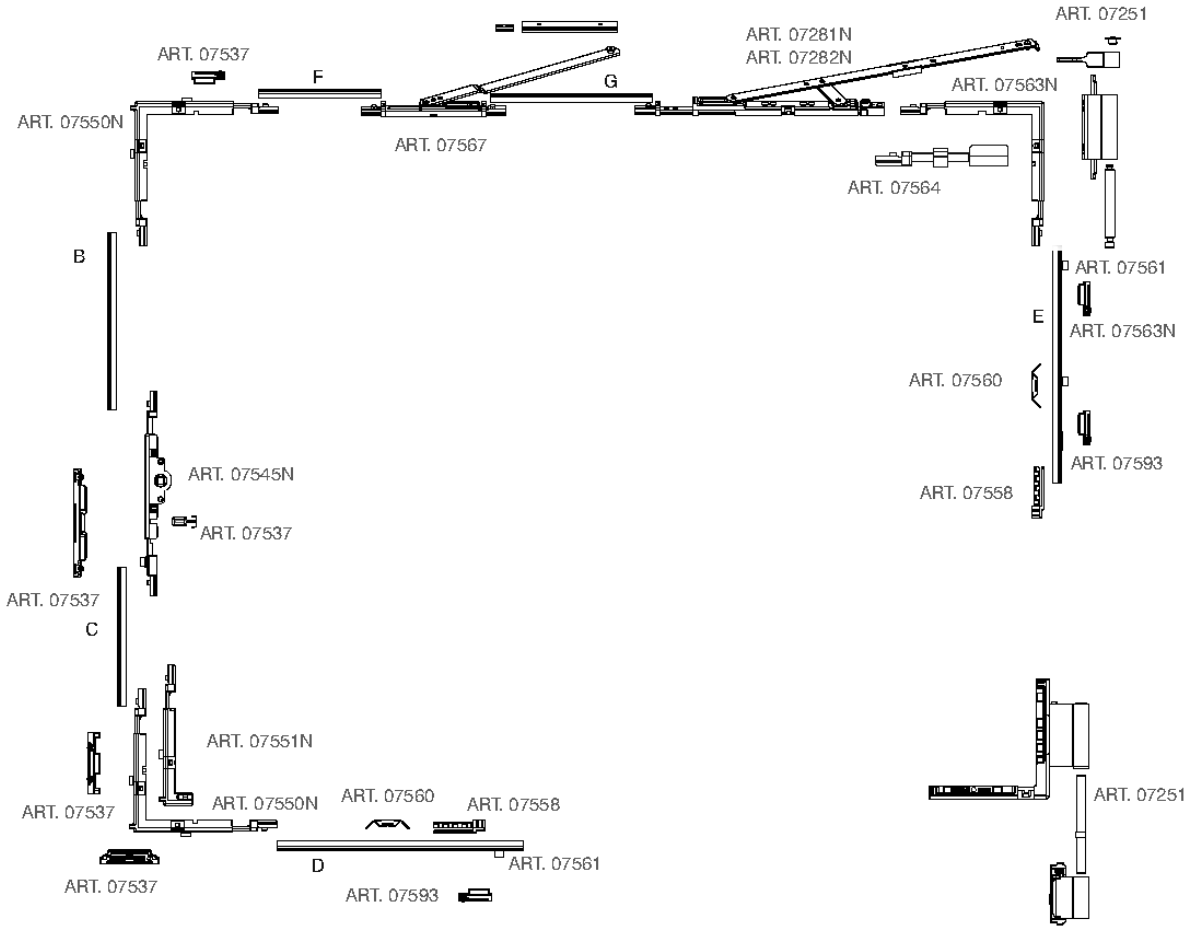 ART. 07251
ART. 07281N
ART. 07282N
ART. 07537
F
G
ART. 07563N
ART. 07550N
ART. 07567
ART. 07564
B
ART. 07561
E
ART. 07563N
ART. 07560
ART. 07545N
ART. 07593
ART. 07558
ART. 07537
ART. 07537
C
ART. 07551N
ART. 07251
ART. 07550N
ART. 07560
ART. 07558
ART. 07537
D
ART. 07561
ART. 07537
ART. 07593